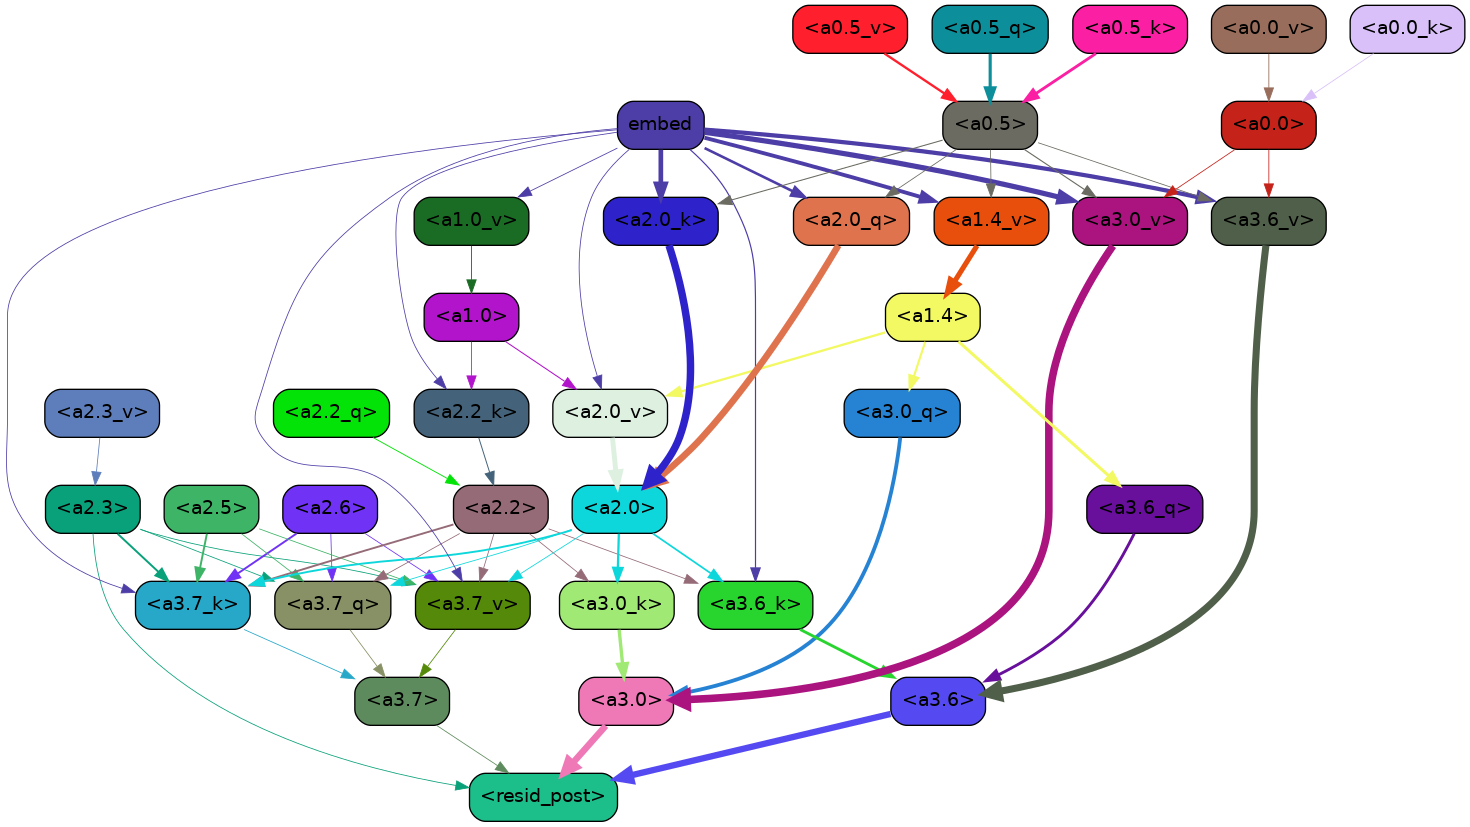 <a0.5_v> <a0.5_q> <a0.5_k> <a0.0_v> <a0.0_k>
embed <a0.5> <a0.0>
<a1.0_v> <a2.0_k> <a2.0_q> <a1.4_v> <a3.0_v> <a3.6_v>
<a1.0> <a1.4>
<a2.3_v> <a2.2_q> <a2.2_k> <a2.0_v> <a3.0_q>
<a2.3> <a2.5> <a2.6> <a2.2> <a2.0> <a3.6_q>
<a3.7_k> <a3.7_q> <a3.7_v> <a3.0_k> <a3.6_k>
<a3.7> <a3.0> <a3.6>
<resid_post>